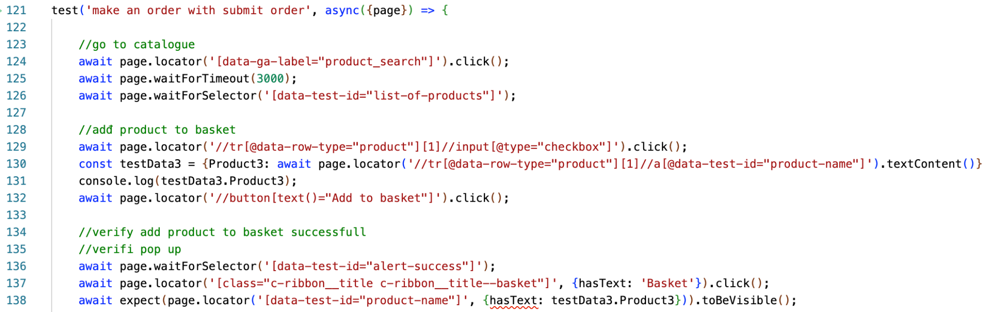 121 test('make an order with submit order', async({page}) => {
122
123 //go to catalogue
124 await page.locator('[data-ga-label="product_search"]').click();
125 await page.waitForTimeout(3000);
126 await page.waitForSelector('[data-test-id="list-of-products"]');
127
128 //adđ product to basket
129 await page.locator('//tr[@data-row-type="product"][1]//input[@type="checkbox"]').click();
130 const testData3 = {Product3: await page.locator('//tr[@data-row-type="product"][1]//a[@data-test-id="product-name"]').textContent()}
131 console.log(testData3.Product3);
132 await page.locator('//button[text()="Add to basket"]').click();
133
134 //verify add product to basket successfull
135 //verifi pop up
136 await page.waitForSelector('[data-test-id="alert-success"]');
137 await page.locator('[class="c-ribbon__title c-ribbon__title--basket"]', {hasText: 'Basket'}).click();
138 await expect(page.locator('[data-test-id="product-name"]', {hasText: testData3.Product3})).toBeVisible();